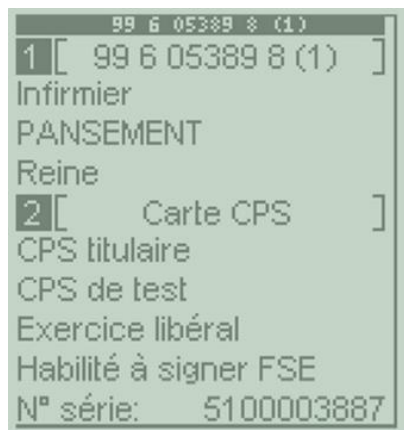 99 6 05389 8 (1)
1 [ 99 6 05389 8 (1) ]
Infirmier
PANSEMENT
Reine
2 [ Carte CPS ]
CPS titulaire
CPS de test
Exercice libéral
Habilité à signer FSE
N° série: 5100003887